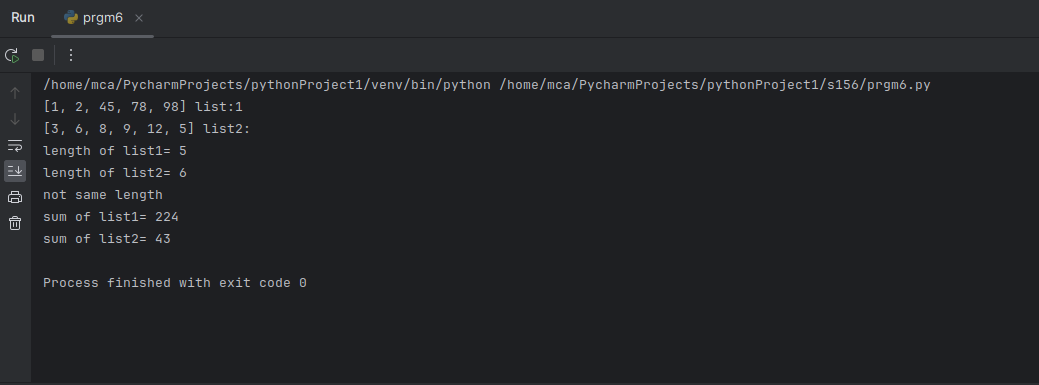 Run prgm6
/home/mca/PycharmProjects/pythonProject1/venv/bin/python /home/mca/PycharmProjects/pythonProject1/s156/prgm6.py
[1, 2, 45, 78, 98] list:1
[3, 6, 8, 9, 12, 5] list2:
length of list1= 5
length of list2= 6
not same length
sum of list1= 224
sum of list2= 43
Process finished with exit code 0